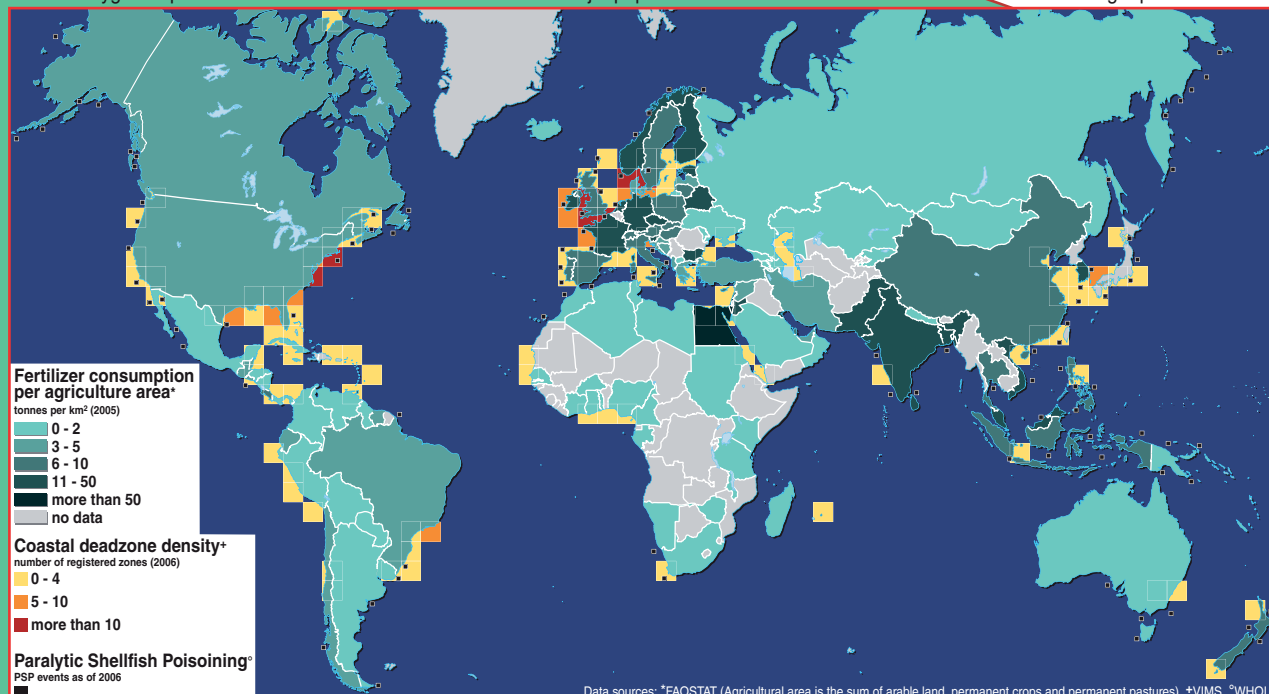 Fertilizer consumption
per agriculture area*
tonnes per km² (2005)
0 - 2
3 - 5
6 - 10
11 - 50
more than 50
no data
Coastal deadzone density+
number of registered zones (2006)
0 - 4
5 - 10
more than 10
Paralytic Shellfish Poisoining°
PSP events as of 2006
Data sources: *FAOSTAT (Agricultural area is the sum of arable land, permanent crops and permanent pastures), +VIMS, °WHOI